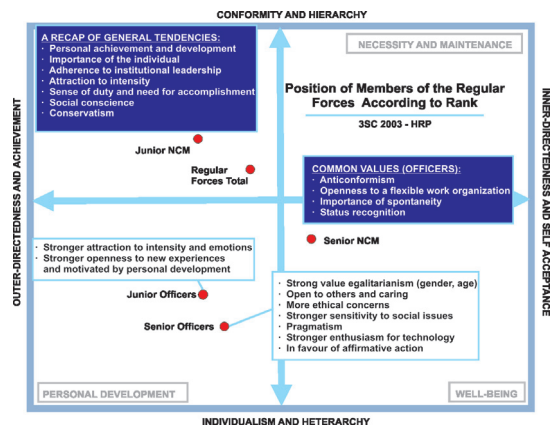 CONFORMITY AND HIERARCHY
A RECAP OF GENERAL TENDENCIES:
· Personal achievement and development
· Importance of the individual
· Adherence to institutional leadership
· Attraction to intensity
· Sense of duty and need for accomplishment
· Social conscience
· Conservatism
NECESSITY AND MAINTENANCE
Position of Members of the Regular
Forces According to Rank
3SC 2003 - HRP
Junior NCM
Regular
Forces Total
COMMON VALUES (OFFICERS):
· Anticonformism
· Openness to a flexible work organization
· Importance of spontaneity
· Status recognition
OUTER-DIRECTEDNESS AND ACHIEVEMENT
INNER-DIRECTEDNESS AND SELF ACCEPTANCE
Senior NCM
· Stronger attraction to intensity and emotions
· Stronger openness to new experiences
and motivated by personal development
Junior Officers
Senior Officers
· Strong value egalitarianism (gender, age)
· Open to others and caring
· More ethical concerns
· Stronger sensitivity to social issues
· Pragmatism
· Stronger enthusiasm for technology
· In favour of affirmative action
PERSONAL DEVELOPMENT
WELL-BEING
INDIVIDUALISM AND HETERARCHY